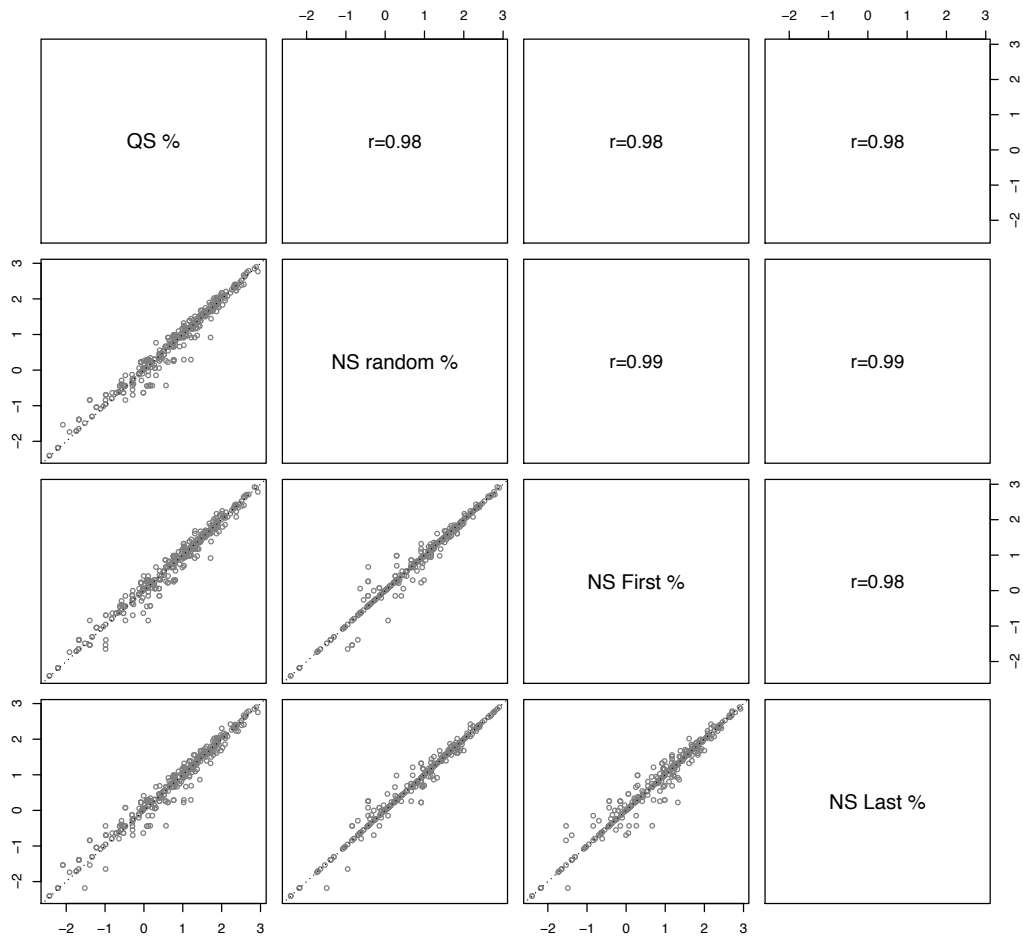 −2 −1 0 1 2 3
−2 −1 0 1 2 3
QS %
r=0.98
r=0.98
r=0.98
−2 −1 0 1 2 3
−2 −1 0 1 2 3
NS random %
r=0.99
r=0.99
NS First %
r=0.98
−2 −1 0 1 2 3
−2 −1 0 1 2 3
NS Last %
−2 −1 0 1 2 3
−2 −1 0 1 2 3